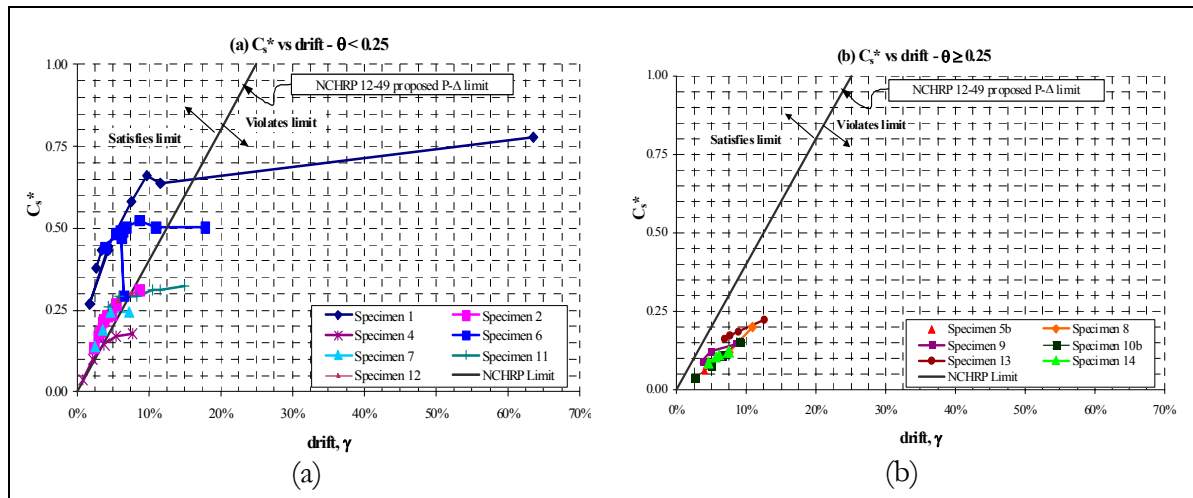 (a) Cs* vs drift - θ < 0.25
1.00
NCHRP 12-49 proposed P-Δ limit
Satisfies limit
Violates limit
0.75
Cs*
0.50
0.25
0.00
Specimen 1
Specimen 2
Specimen 4
Specimen 6
Specimen 7
Specimen 11
Specimen 12
NCHRP Limit
0% 10% 20% 30% 40% 50% 60% 70%
drift, γ
(a)
(b) Cs* vs drift - θ ≥ 0.25
1.00
NCHRP 12-49 proposed P-Δ limit
Satisfies limit
Violates limit
0.75
Cs*
0.50
0.25
0.00
Specimen 5b
Specimen 8
Specimen 9
Specimen 10b
Specimen 13
Specimen 14
NCHRP Limit
0% 10% 20% 30% 40% 50% 60% 70%
drift, γ
(b)